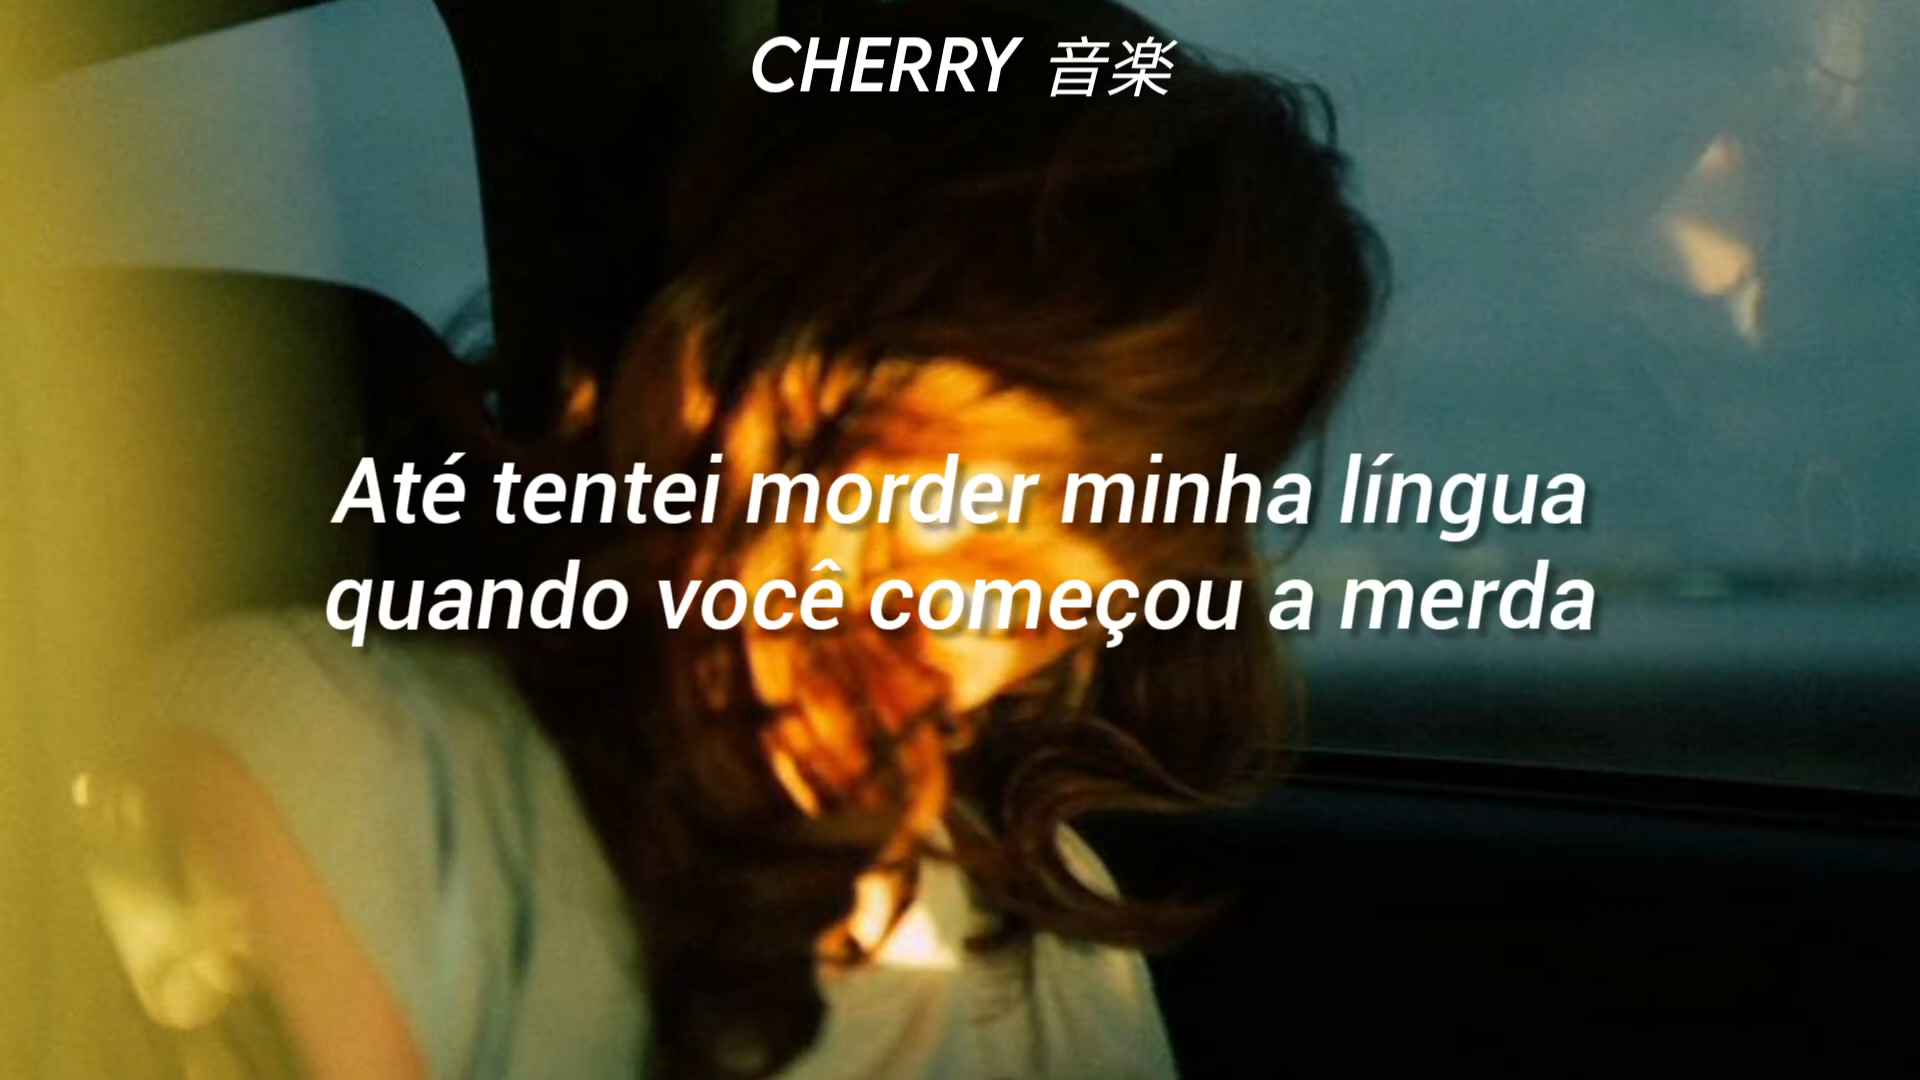 CHERRY 音楽
Até tentei morder minha língua
quando você começou a merda